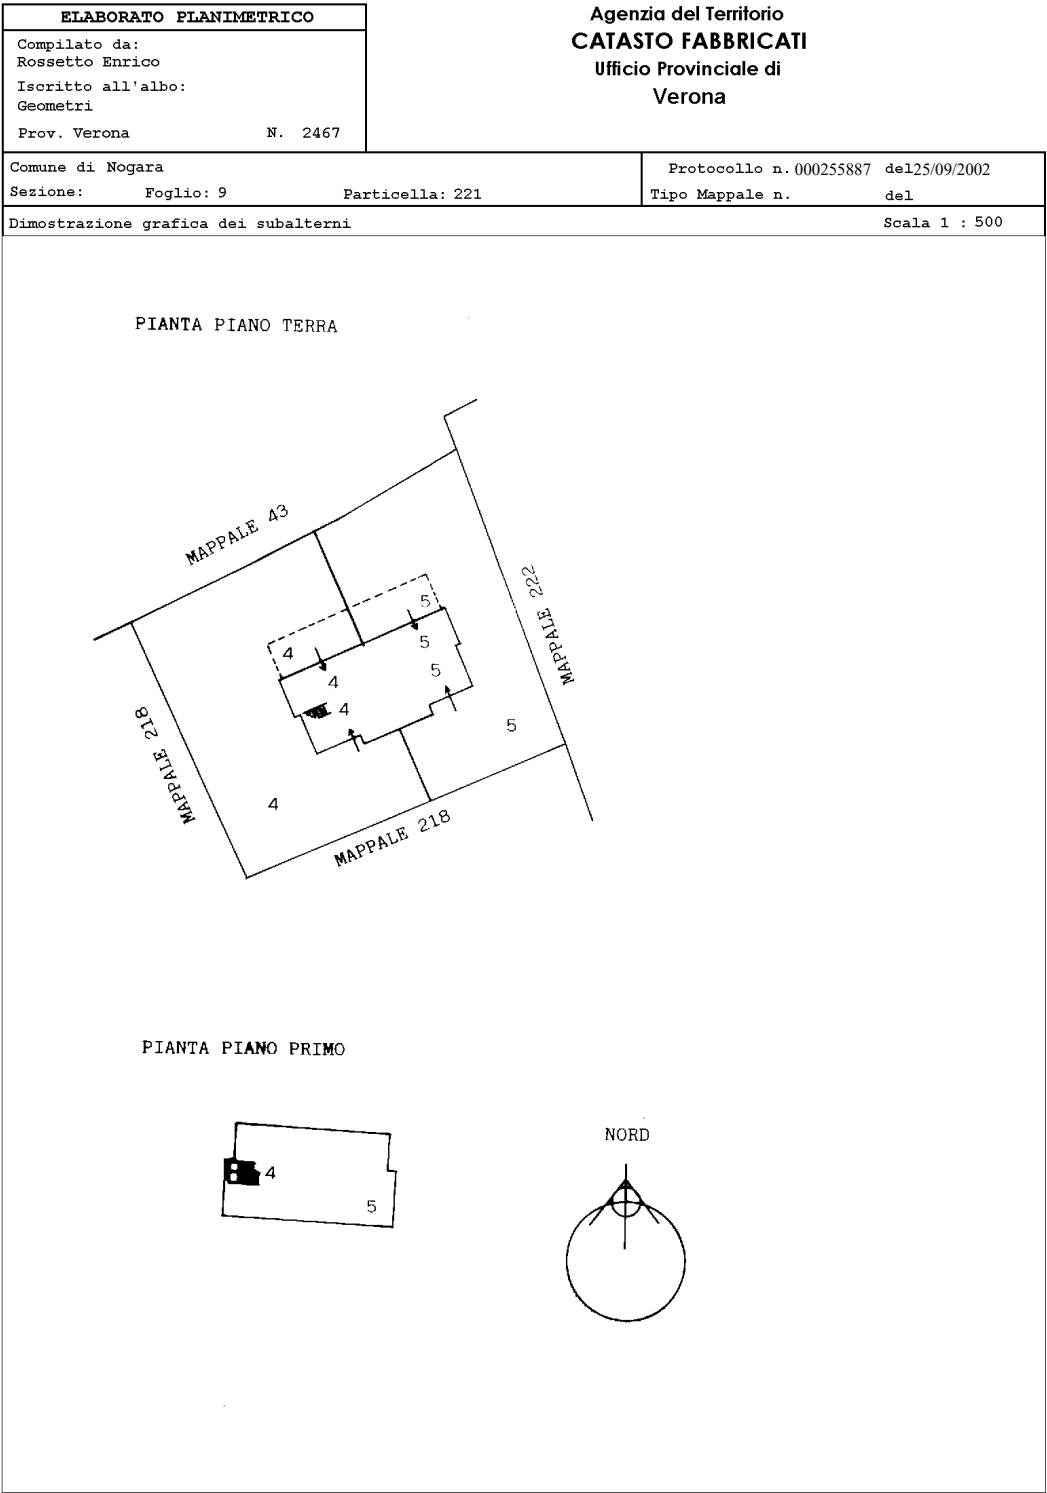 ELABORATO PLANIMETRICO
Compilato da:
Rossetto Enrico
Iscritto all'albo:
Geometri
Prov. Verona N. 2467
Agenzia del Territorio
CATASTO FABBRICATI
Ufficio Provinciale di
Verona
Comune di Nogara
Sezione: Foglio: 9 Particella: 221
Protocollo n. 000255887 del 25/09/2002
Tipo Mappale n. del
Dimostrazione grafica dei subalterni Scala 1 : 500
PIANTA PIANO TERRA
MAPPALE 43
MAPPALE 222
5
4
5
4
5
4
5
MAPPALE 218
4
MAPPALE 218
PIANTA PIANO PRIMO
4
5
NORD